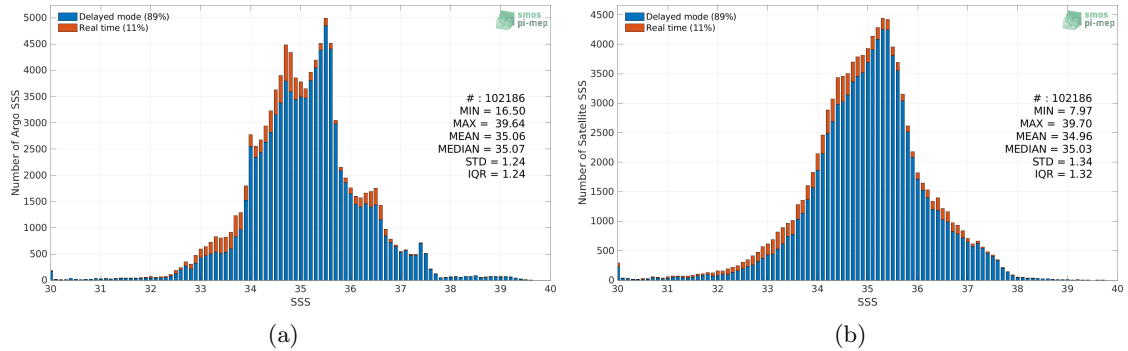 Delayed mode (89%)
Real time (11%)
smos
pi-mep
5000
4500
4000
3500
3000
2500
2000
1500
1000
500
0
Number of Argo SSS
# : 102186
MIN = 16.50
MAX = 39.64
MEAN = 35.06
MEDIAN = 35.07
STD = 1.24
IQR = 1.24
30 31 32 33 34 35 36 37 38 39 40
SSS
(a)
Delayed mode (89%)
Real time (11%)
smos
pi-mep
4500
4000
3500
3000
2500
2000
1500
1000
500
0
Number of Satellite SSS
# : 102186
MIN = 7.97
MAX = 39.70
MEAN = 34.96
MEDIAN = 35.03
STD = 1.34
IQR = 1.32
30 31 32 33 34 35 36 37 38 39 40
SSS
(b)